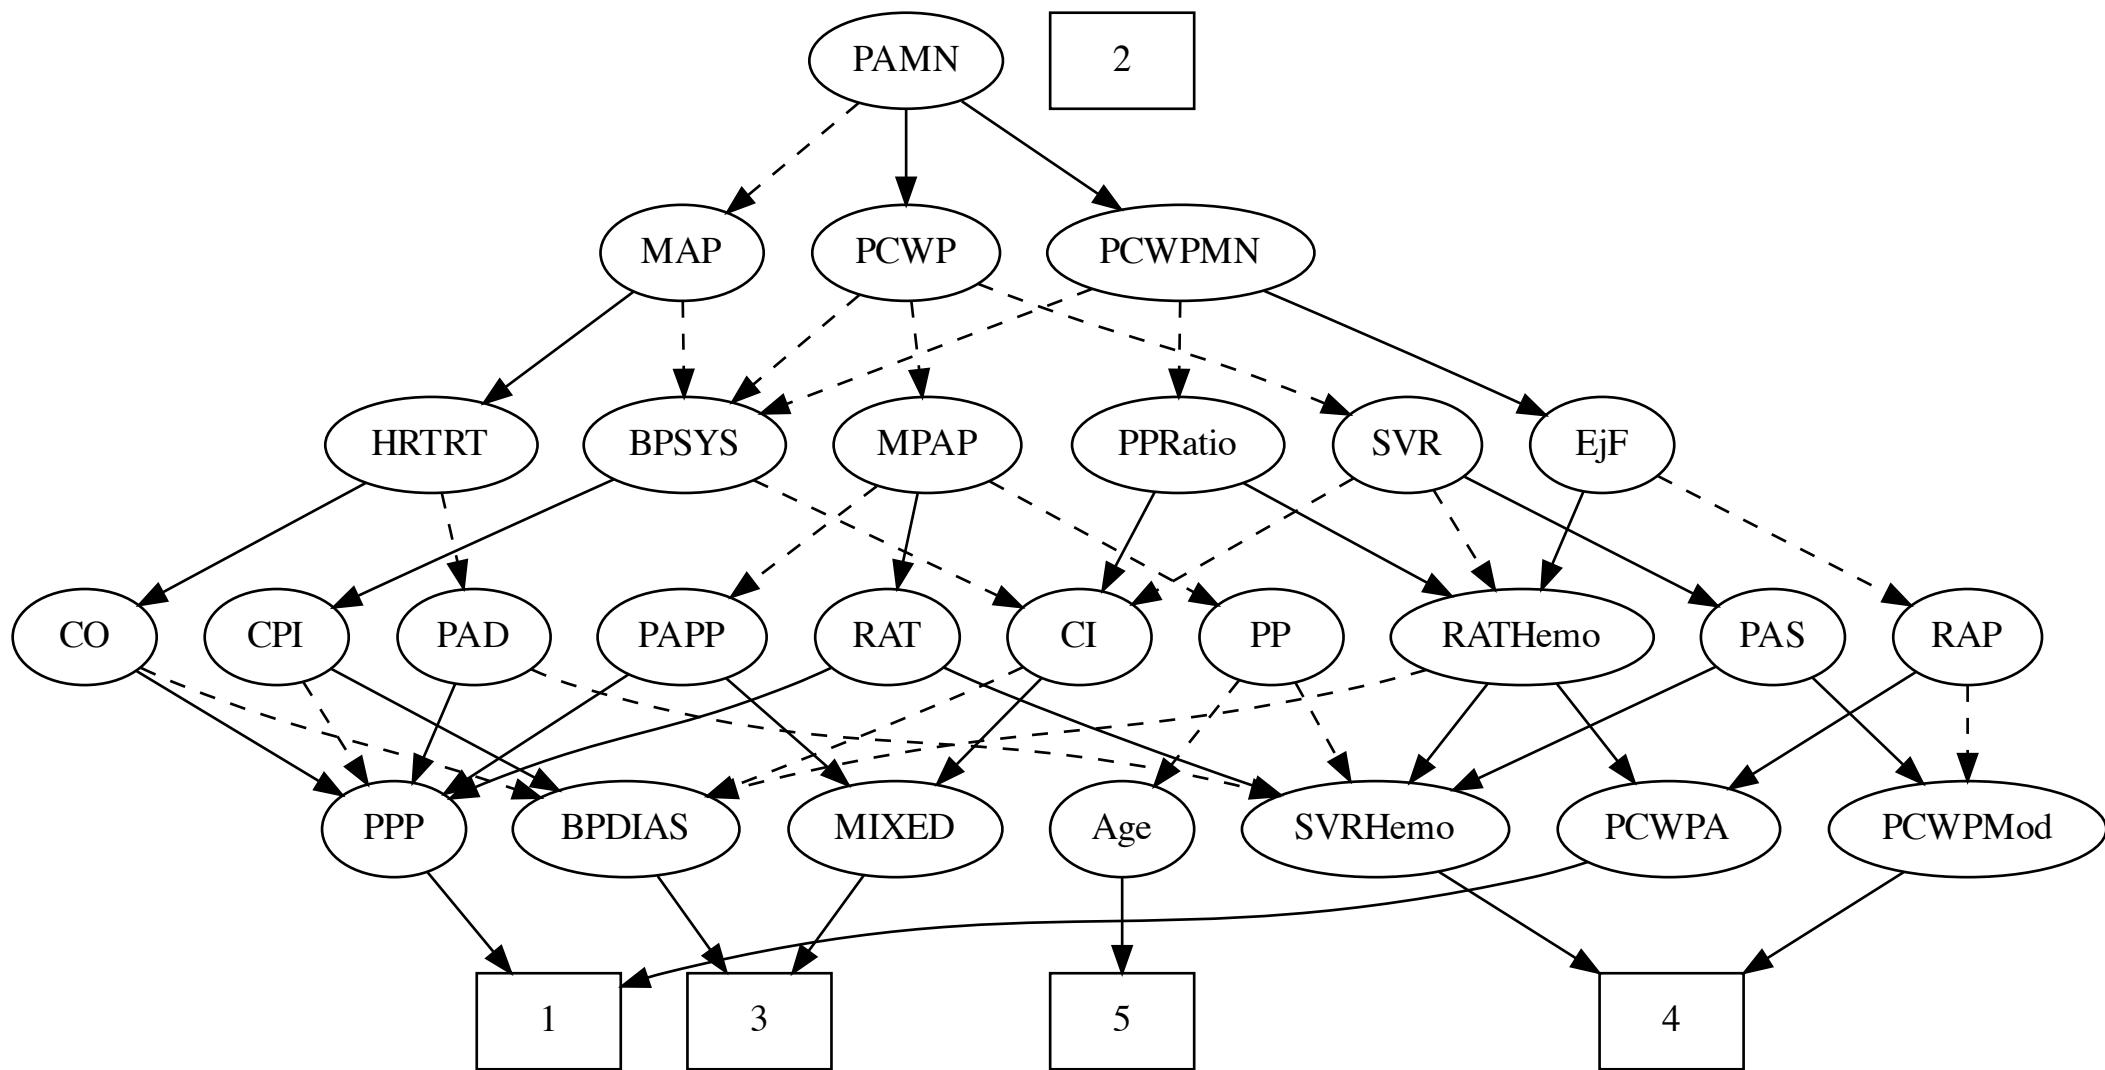 PAMN
2
MAP
PCWP
PCWPMN
HRTRT
BPSYS
MPAP
PPRatio
SVR
EjF
CO
CPI
PAD
PAPP
RAT
CI
PP
RATHemo
PAS
RAP
PPP
BPDIAS
MIXED
Age
SVRHemo
PCWPA
PCWPMod
1
3
5
4